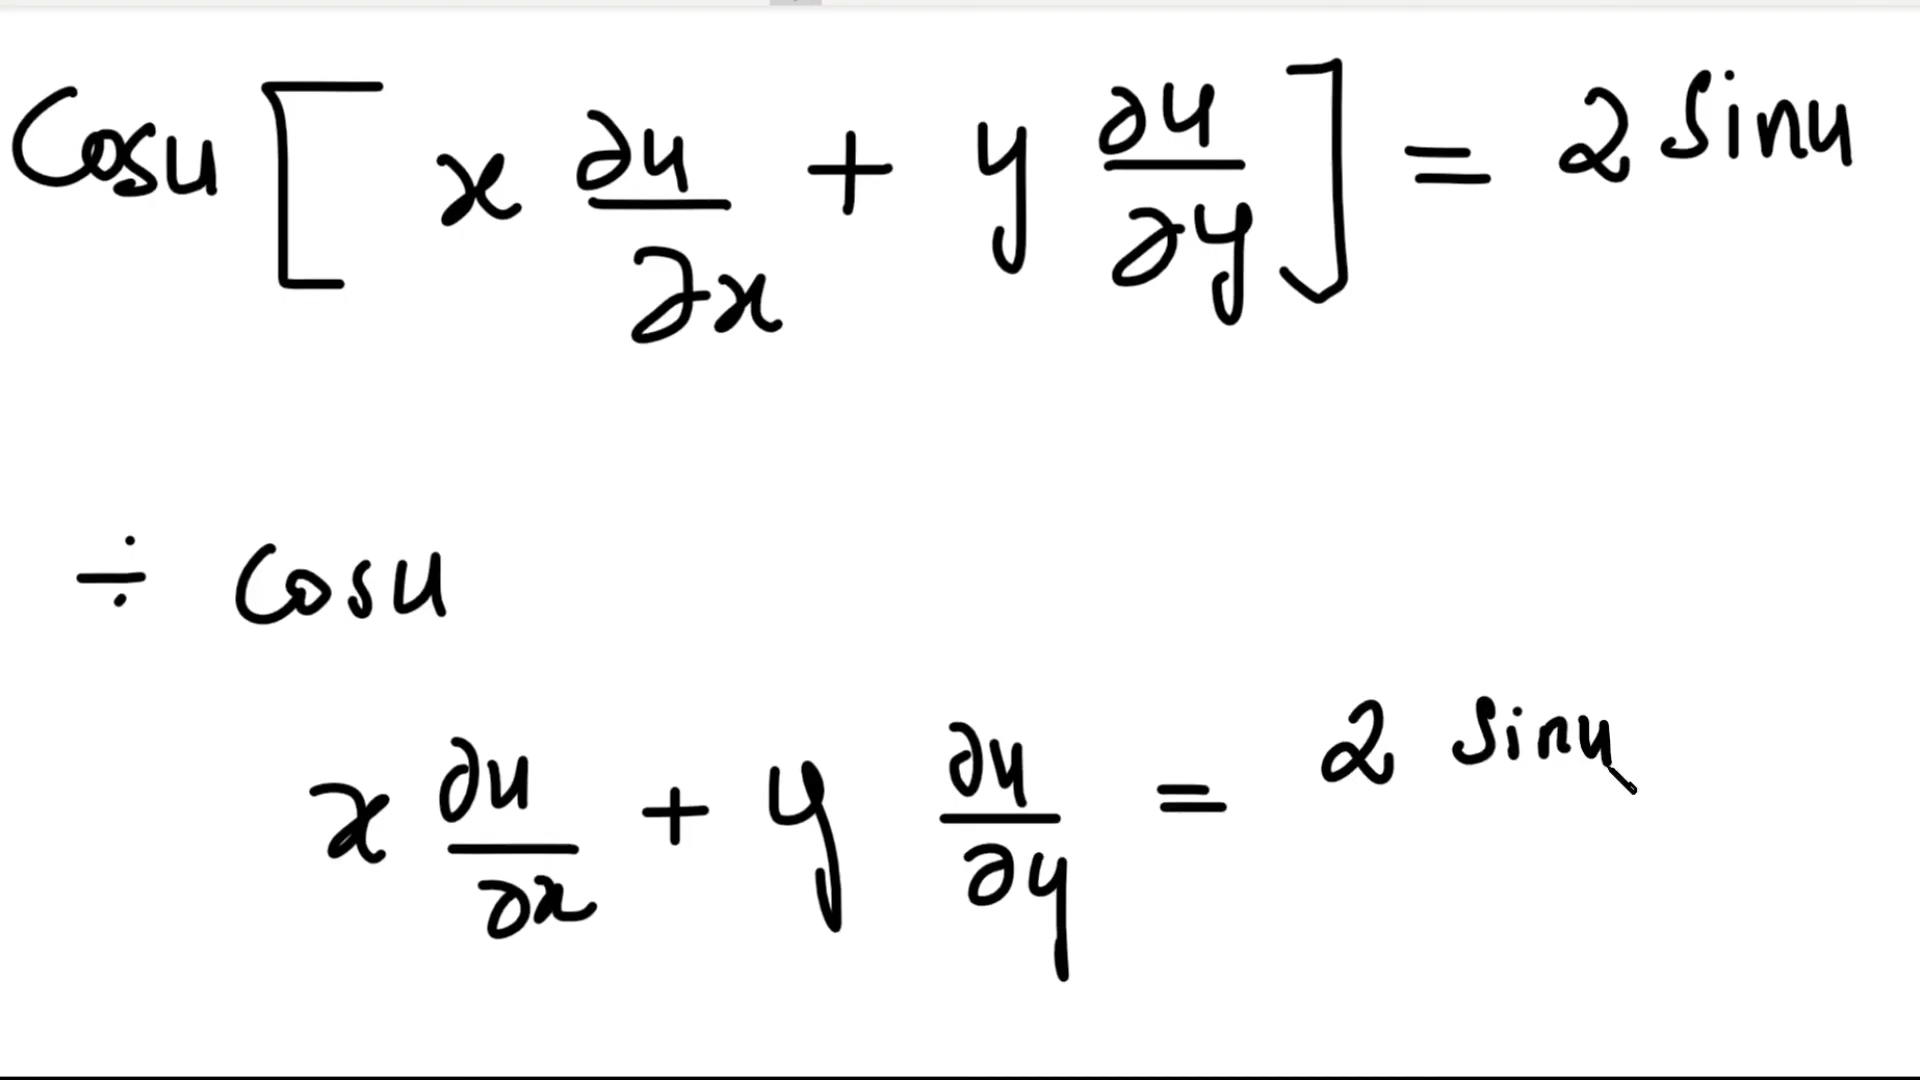 Cosu [ x ∂u/∂x + y ∂u/∂y ] = 2 sinu
÷ Cosu
x ∂u/∂x + y ∂u/∂y = 2 sinu